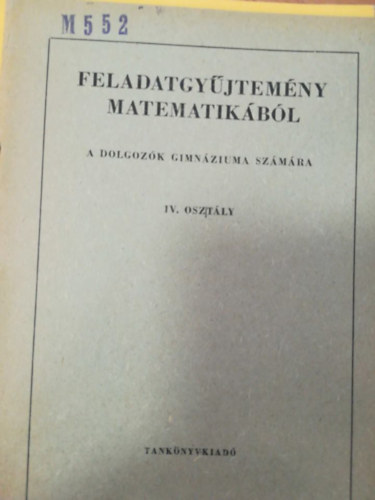 M 552
FELADATGYŰJTEMÉNY
MATEMATIKÁBÓL
A DOLGOZÓK GIMNÁZIUMA SZÁMÁRA
IV. OSZTÁLY
TANKÖNYVKIADÓ